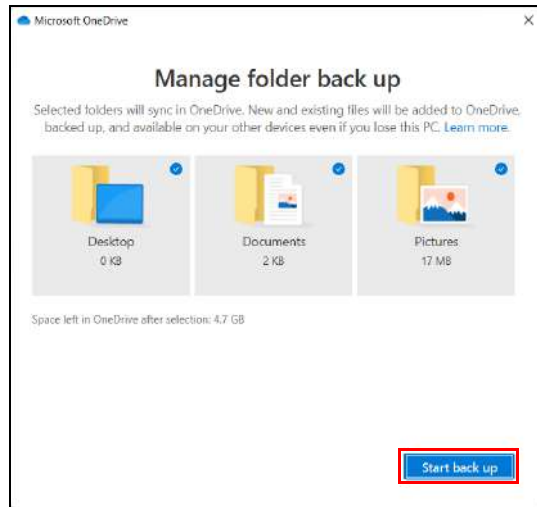 Microsoft OneDrive
Manage folder back up
Selected folders will sync in OneDrive. New and existing files will be added to OneDrive,
backed up, and available on your other devices even if you lose this PC. Learn more.
Desktop
0 KB
Documents
2 KB
Pictures
17 MB
Space left in OneDrive after selection: 4.7 GB
Start back up